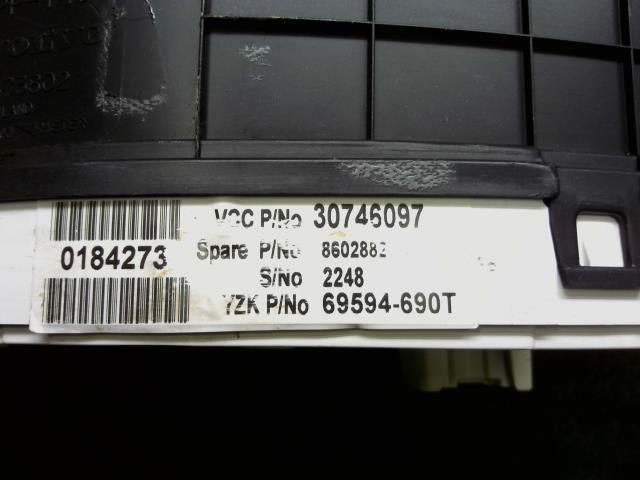 VCC P/No 30746097
0184273
Spare P/No 8602882
S/No 2248
YZK P/No 69594-690T